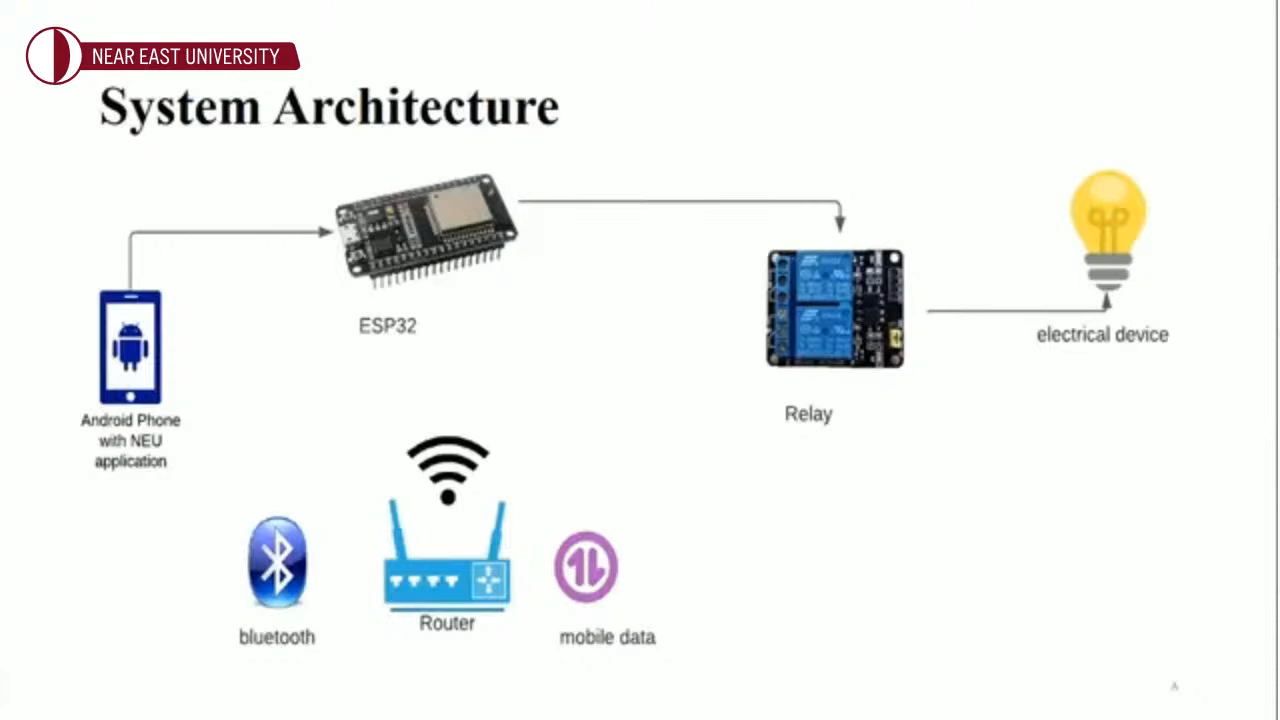 NEAR EAST UNIVERSITY
System Architecture
ESP32
electrical device
Relay
Android Phone
with NEU
application
bluetooth
Router
mobile data
A